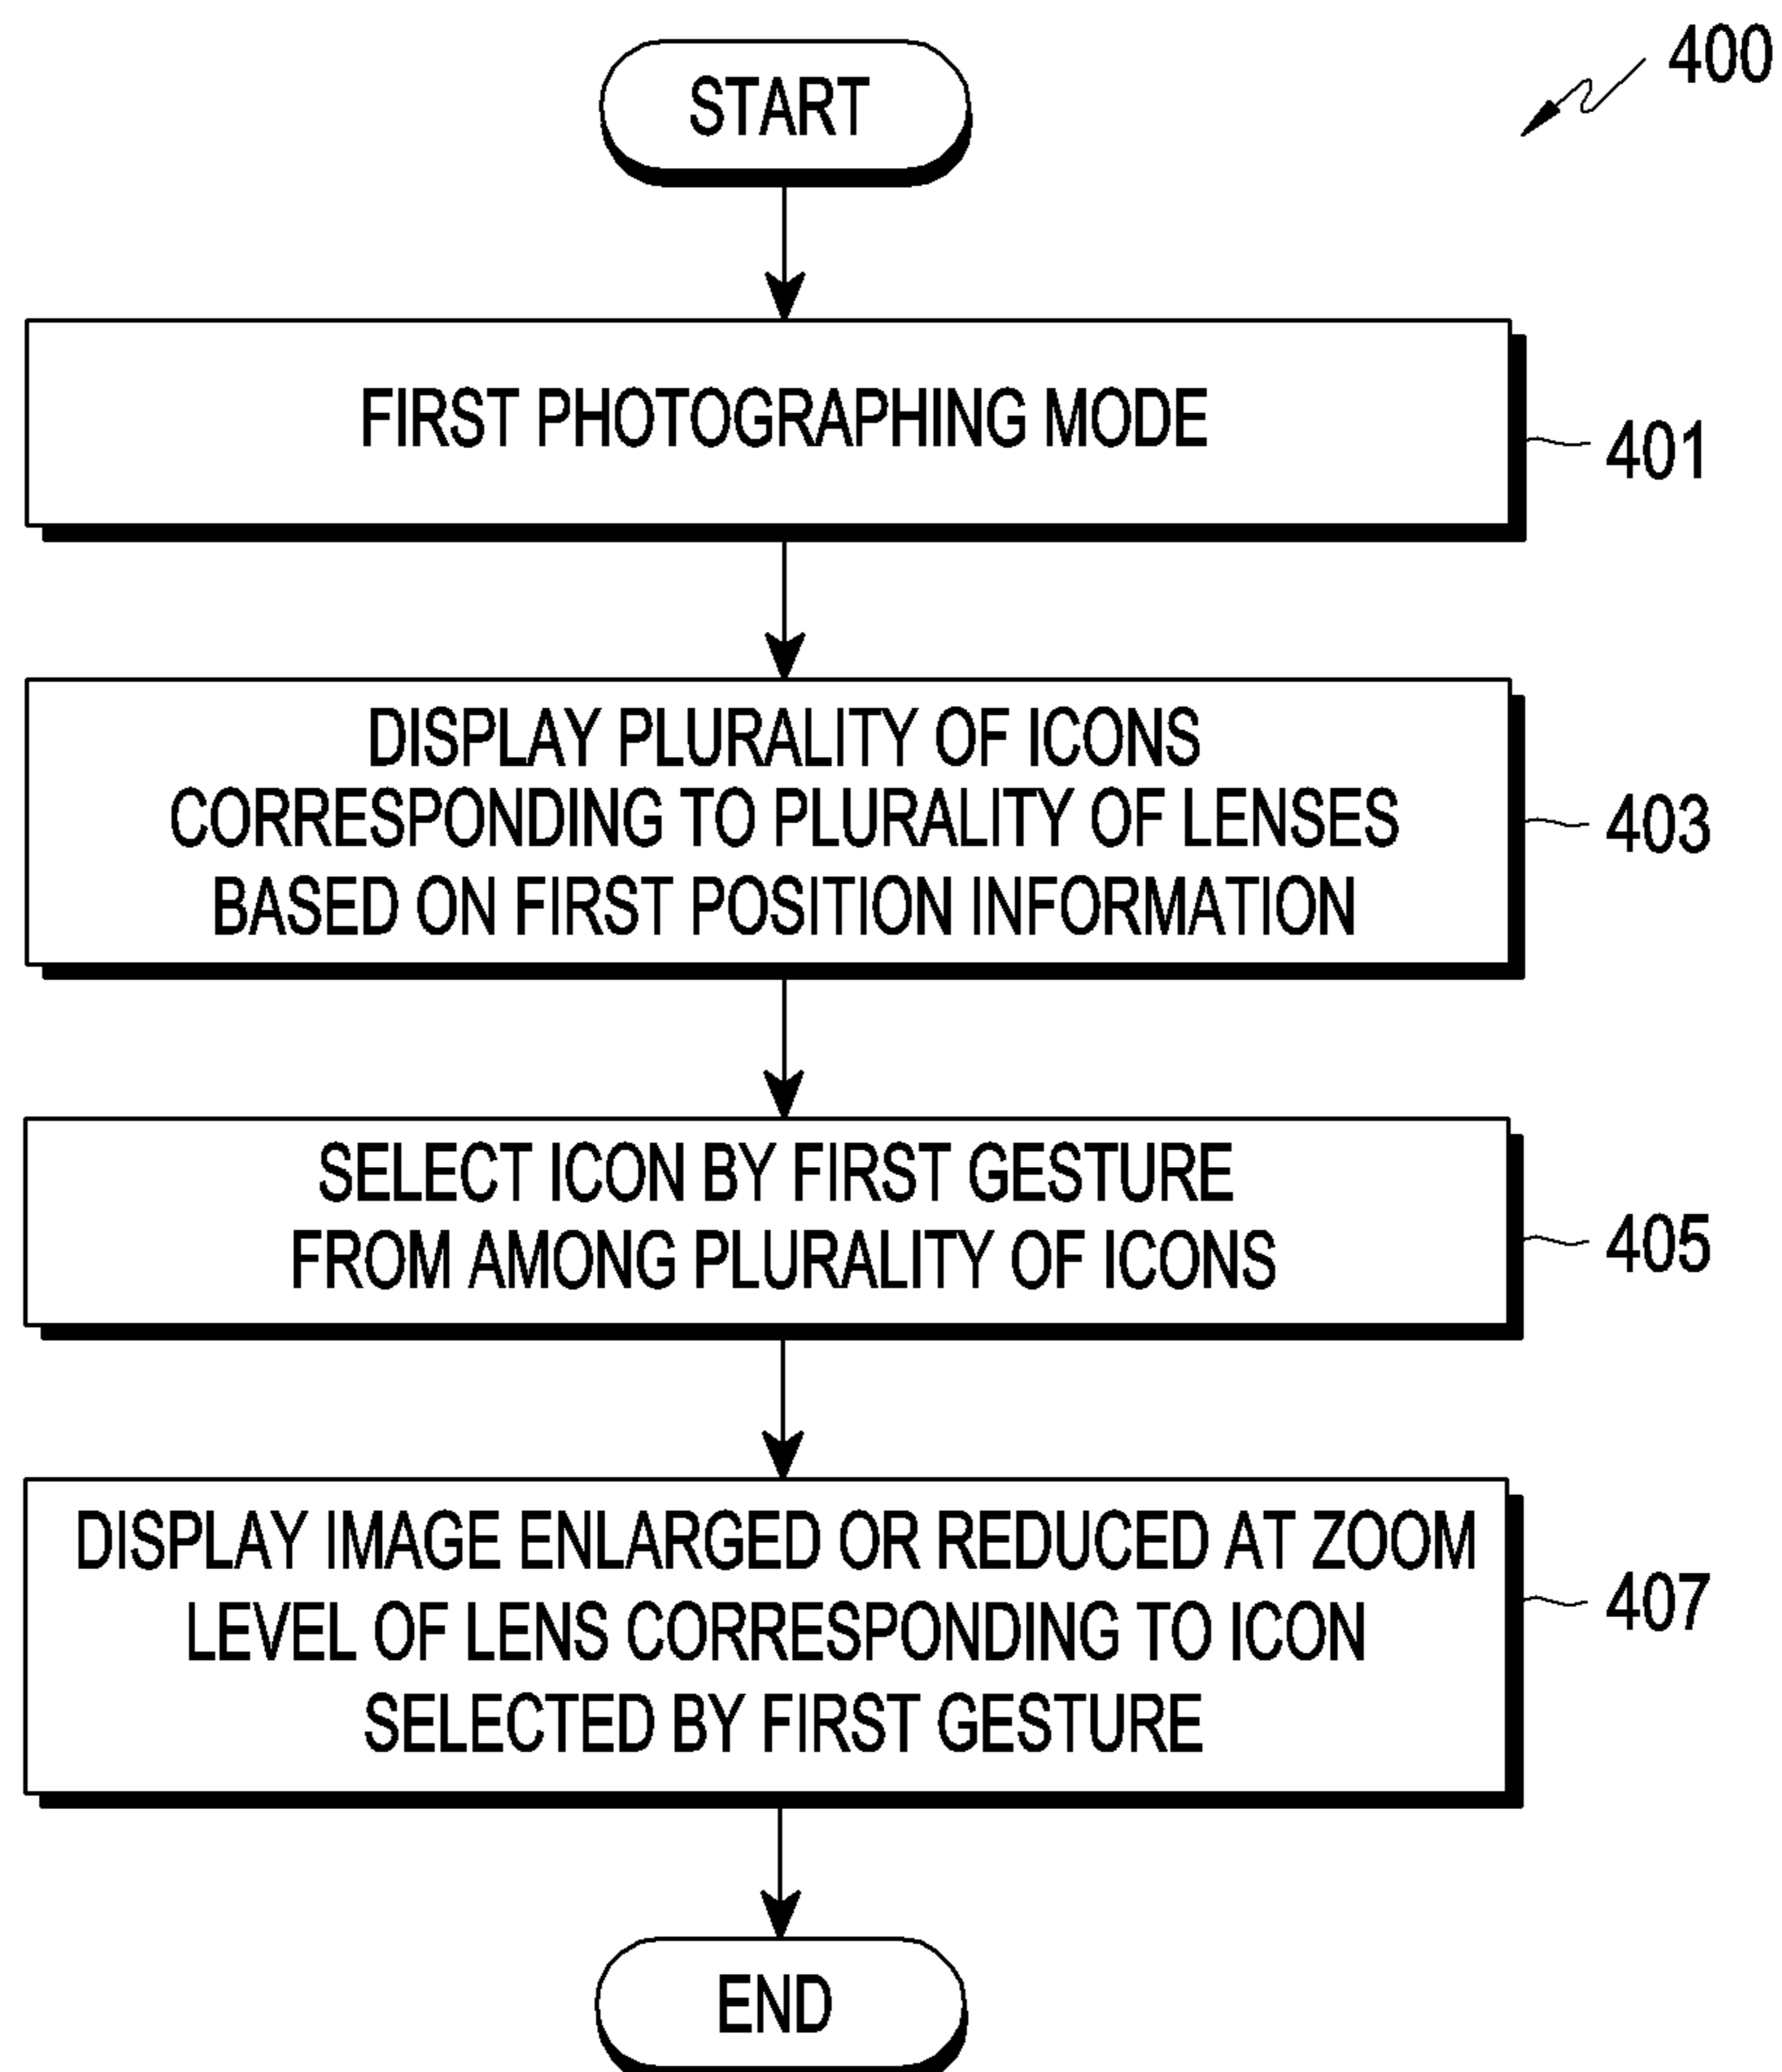 400
START
FIRST PHOTOGRAPHING MODE
401
DISPLAY PLURALITY OF ICONS
CORRESPONDING TO PLURALITY OF LENSES
BASED ON FIRST POSITION INFORMATION
403
SELECT ICON BY FIRST GESTURE
FROM AMONG PLURALITY OF ICONS
405
DISPLAY IMAGE ENLARGED OR REDUCED AT ZOOM
LEVEL OF LENS CORRESPONDING TO ICON
SELECTED BY FIRST GESTURE
407
END